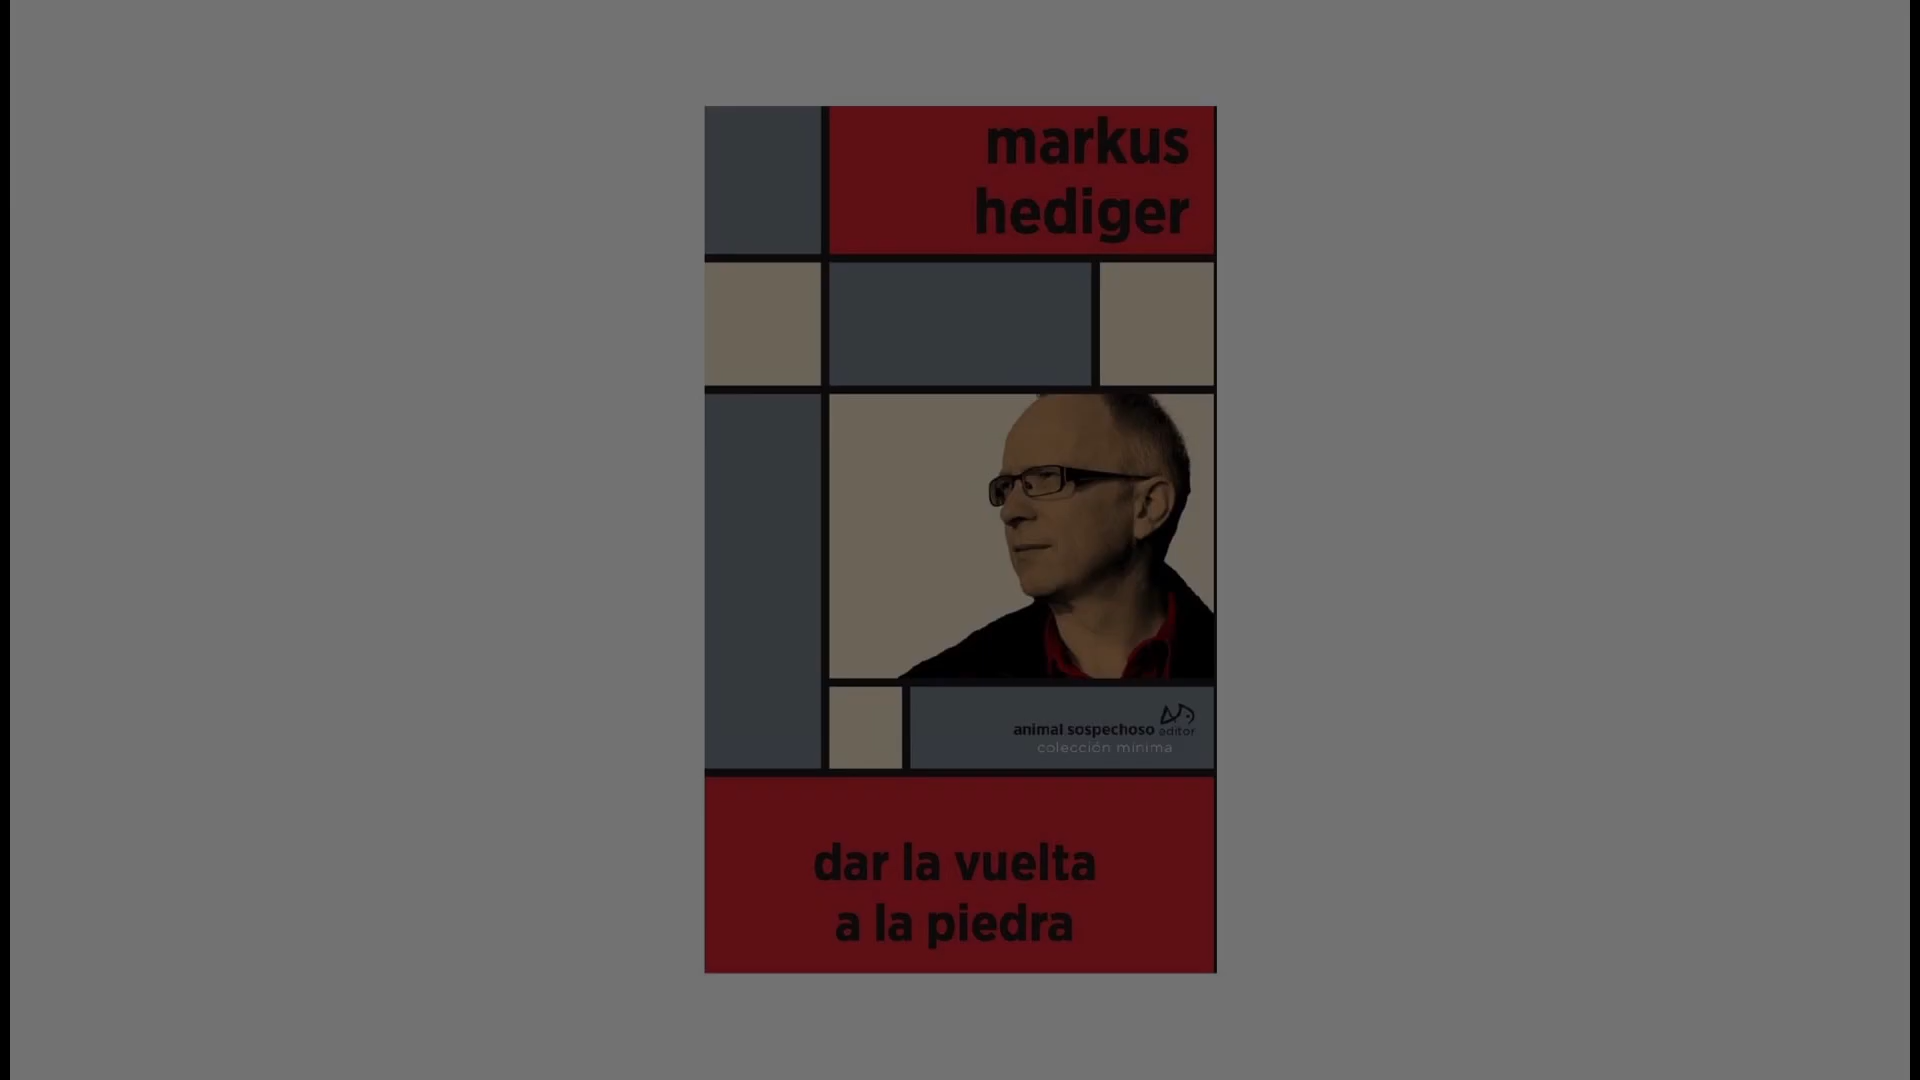 markus
hediger
animal sospechoso editor
colección mínima
dar la vuelta
a la piedra